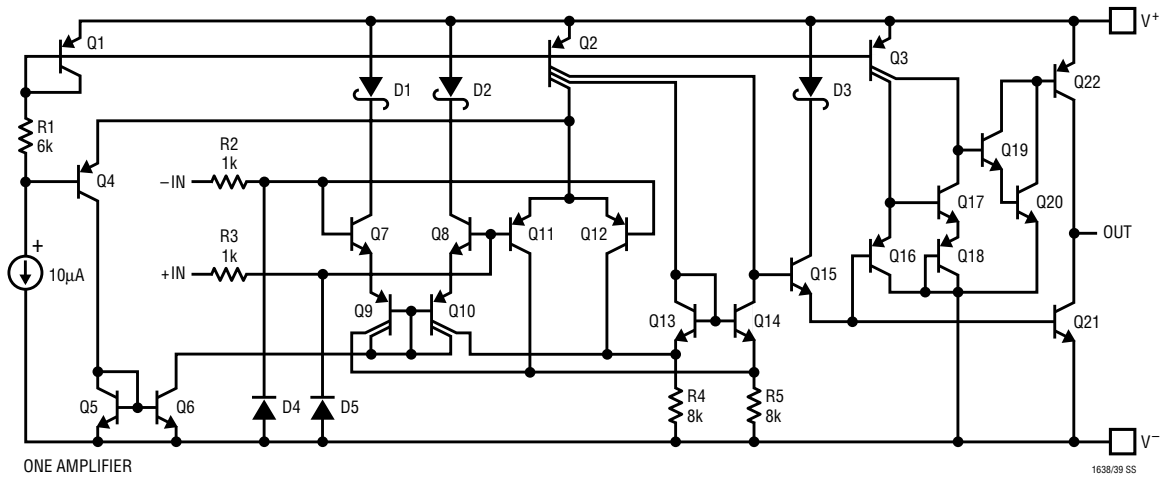 V+
Q1
Q2
Q3
Q22
D1
D2
D3
R1
6k
Q19
R2
1k
Q4
–IN
Q17
Q20
Q7
Q8
Q11
Q12
R3
1k
OUT
Q16
Q18
+
10µA
+IN
Q15
Q9
Q10
Q13
Q14
Q21
R4
8k
R5
8k
Q5
Q6
D4
D5
V–
ONE AMPLIFIER
1638/39 SS